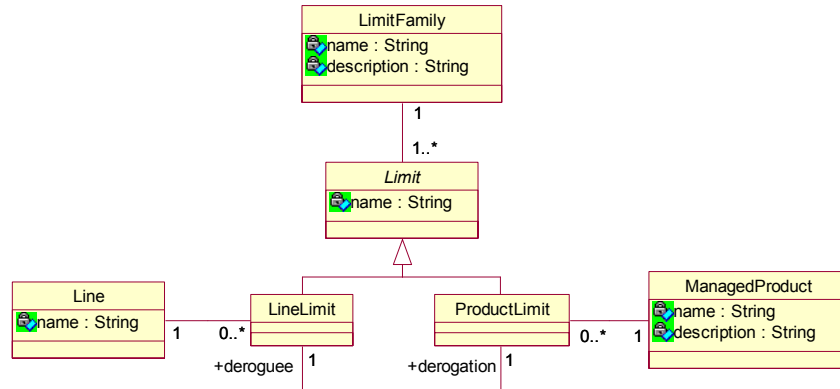 LimitFamily
name : String
description : String
1
1..*
Limit
name : String
Line
name : String
1
0..*
LineLimit
ProductLimit
0..*
1
ManagedProduct
name : String
description : String
+deroguee
1
+derogation
1